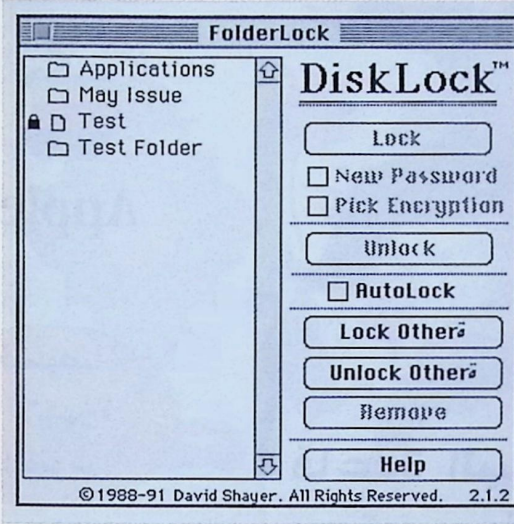 FolderLock
Applications
May Issue
Test
Test Folder
DiskLock™
Lock
New Password
Pick Encryption
Unlock
AutoLock
Lock Other…
Unlock Other…
Remove
Help
©1988-91 David Shayer. All Rights Reserved. 2.1.2